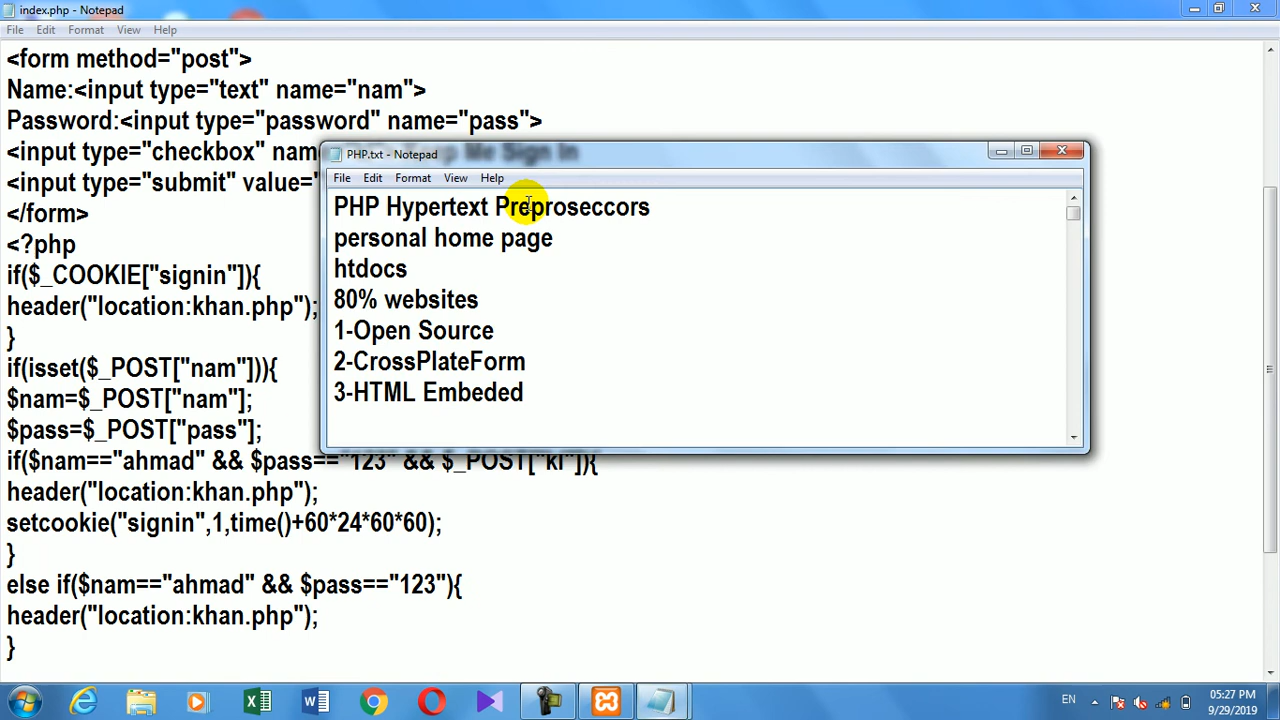 index.php - Notepad
File Edit Format View Help
<form method="post">
Name:<input type="text" name="nam">
Password:<input type="password" name="pass">
<input type="checkbox" nam
<input type="submit" value="
</form>
<?php
if($_COOKIE["signin"]){
header("location:khan.php");
}
if(isset($_POST["nam"])){
$nam=$_POST["nam"];
$pass=$_POST["pass"];
if($nam=="ahmad" && $pass=="123" && $_POST["kl"]){
header("location:khan.php");
setcookie("signin",1,time()+60*24*60*60);
}
else if($nam=="ahmad" && $pass=="123"){
header("location:khan.php");
}
PHP.txt - Notepad
File Edit Format View Help
PHP Hypertext Preproseccors
personal home page
htdocs
80% websites
1-Open Source
2-CrossPlateForm
3-HTML Embeded
EN
05:27 PM
9/29/2019